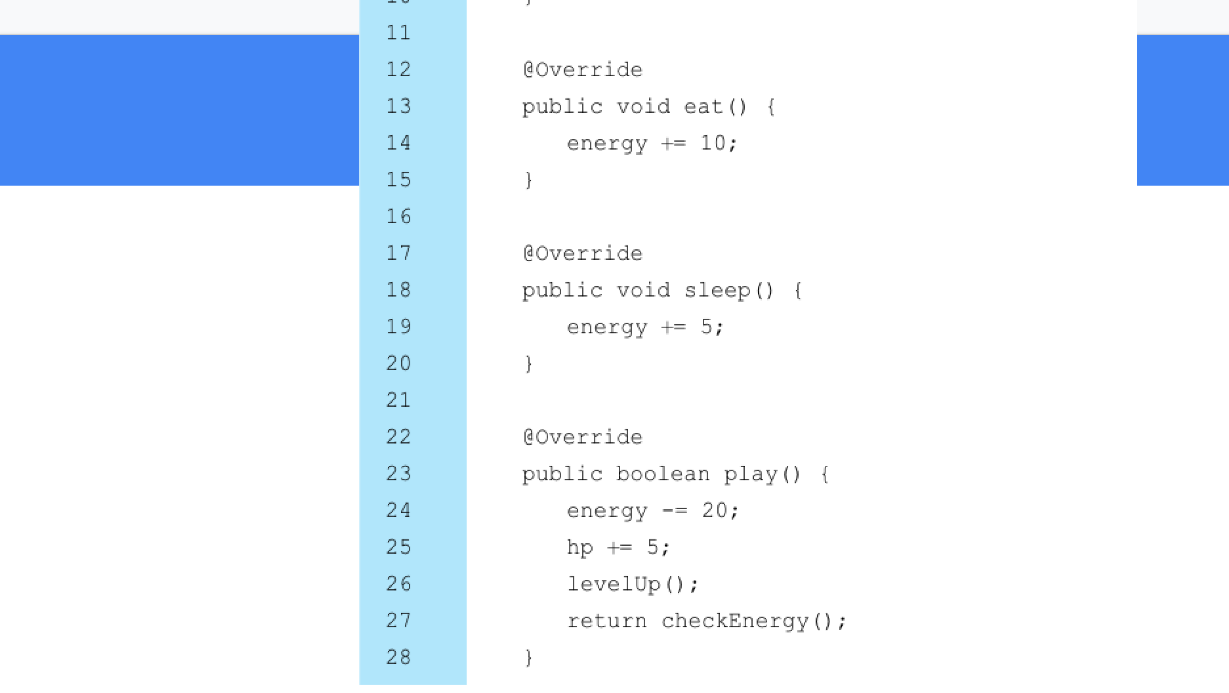 11
12 @Override
13 public void eat() {
14 energy += 10;
15 }
16
17 @Override
18 public void sleep() {
19 energy += 5;
20 }
21
22 @Override
23 public boolean play() {
24 energy -= 20;
25 hp += 5;
26 levelUp();
27 return checkEnergy();
28 }